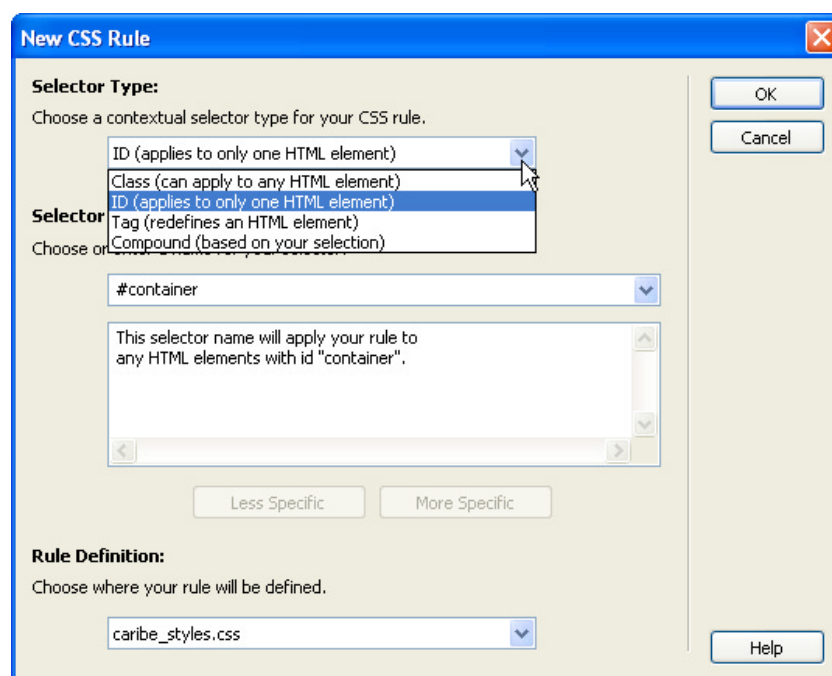 New CSS Rule
Selector Type:
Choose a contextual selector type for your CSS rule.
ID (applies to only one HTML element)
Class (can apply to any HTML element)
ID (applies to only one HTML element)
Tag (redefines an HTML element)
Compound (based on your selection)
Selector
Choose or
#container
This selector name will apply your rule to
any HTML elements with id "container".
Less Specific
More Specific
Rule Definition:
Choose where your rule will be defined.
caribe_styles.css
OK
Cancel
Help